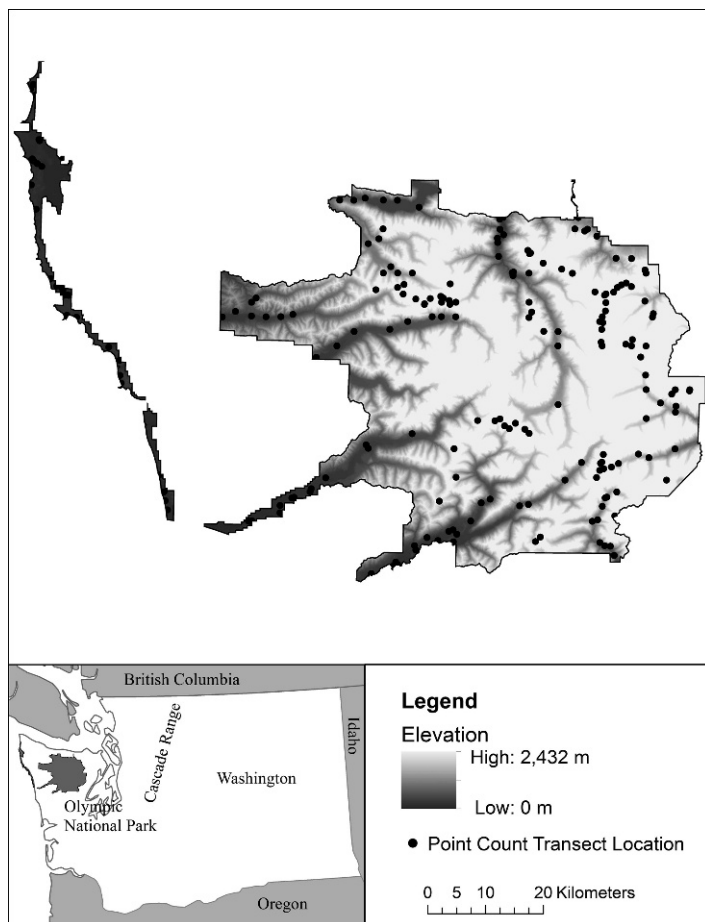 British Columbia
Cascade Range
Idaho
Washington
Olympic
National Park
Oregon
Legend
Elevation
High: 2,432 m
Low: 0 m
Point Count Transect Location
0 5 10 20 Kilometers